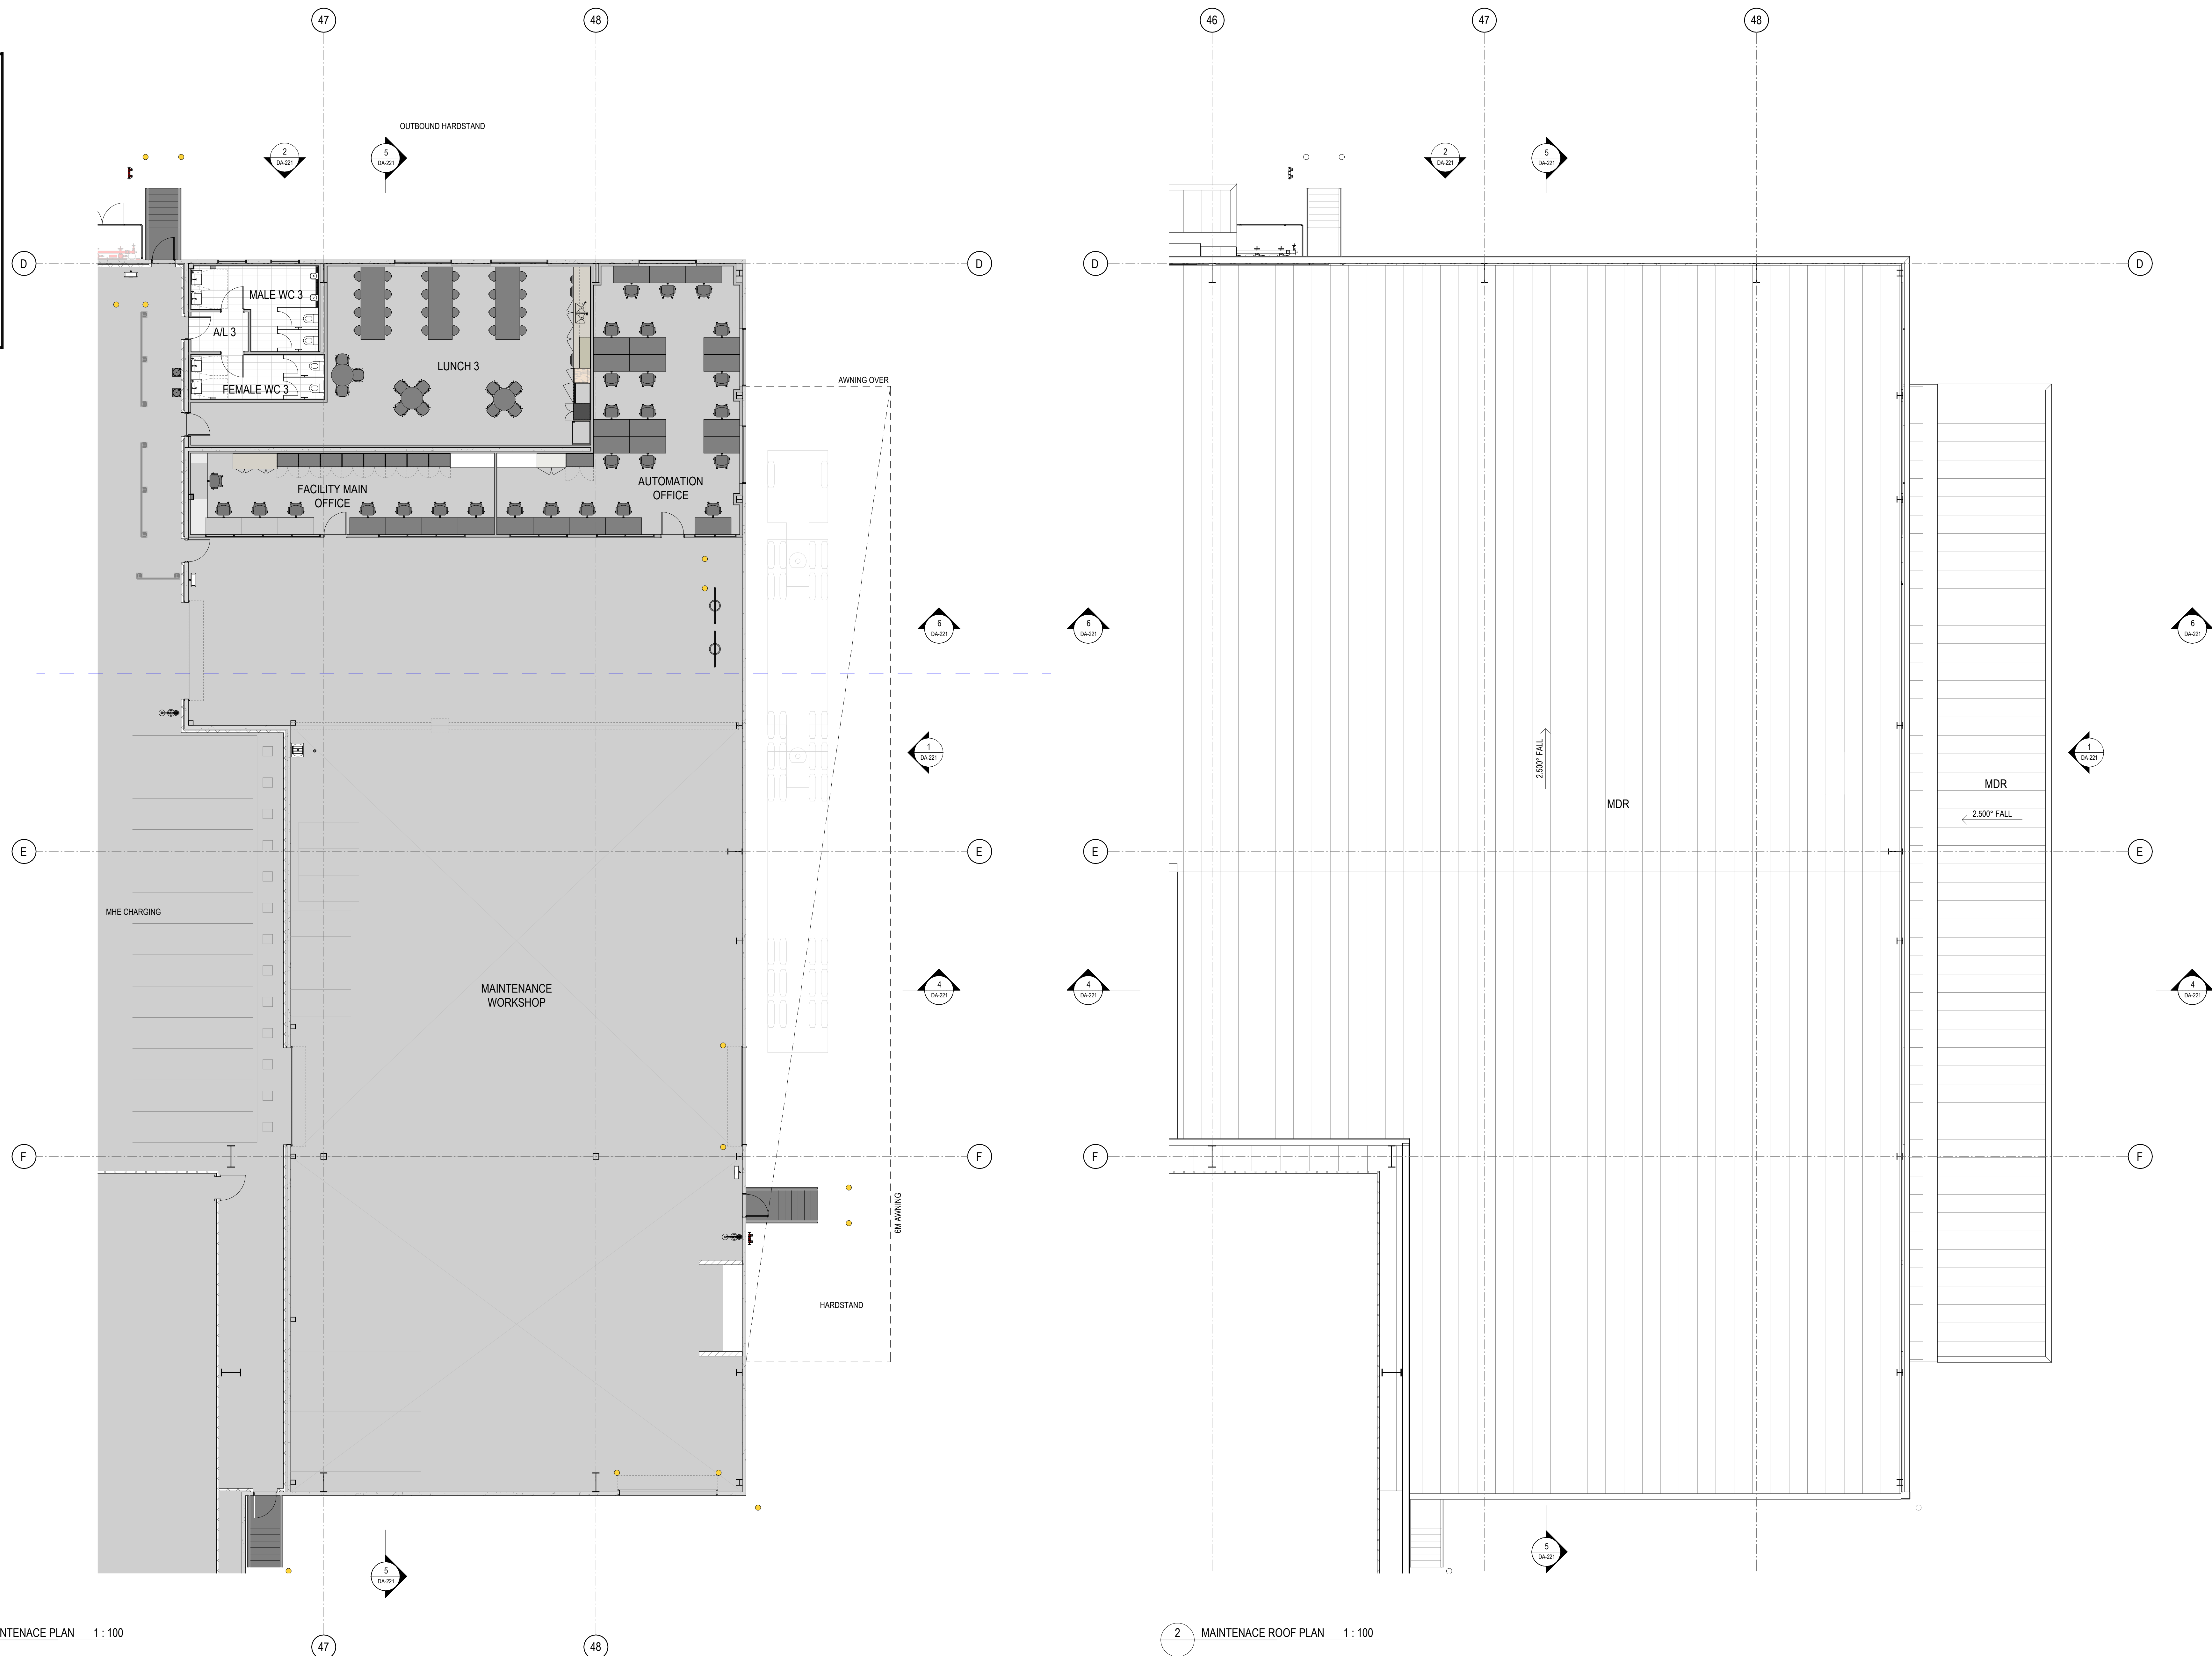 47
48
46
47
48
OUTBOUND HARDSTAND
2
DA-221
5
DA-221
2
DA-221
5
DA-221
D
D
D
D
MALE WC 3
A/L 3
FEMALE WC 3
LUNCH 3
AWNING OVER
FACILITY MAIN
OFFICE
AUTOMATION
OFFICE
6
DA-221
6
DA-221
6
DA-221
1
DA-221
2.500° FALL
MDR
1
DA-221
MDR
2.500° FALL
E
E
E
E
MHE CHARGING
MAINTENANCE
WORKSHOP
4
DA-221
4
DA-221
4
DA-221
F
F
F
F
6M AWNING
HARDSTAND
5
DA-221
5
DA-221
NTENACE PLAN 1 : 100
2
MAINTENACE ROOF PLAN 1 : 100
47
48